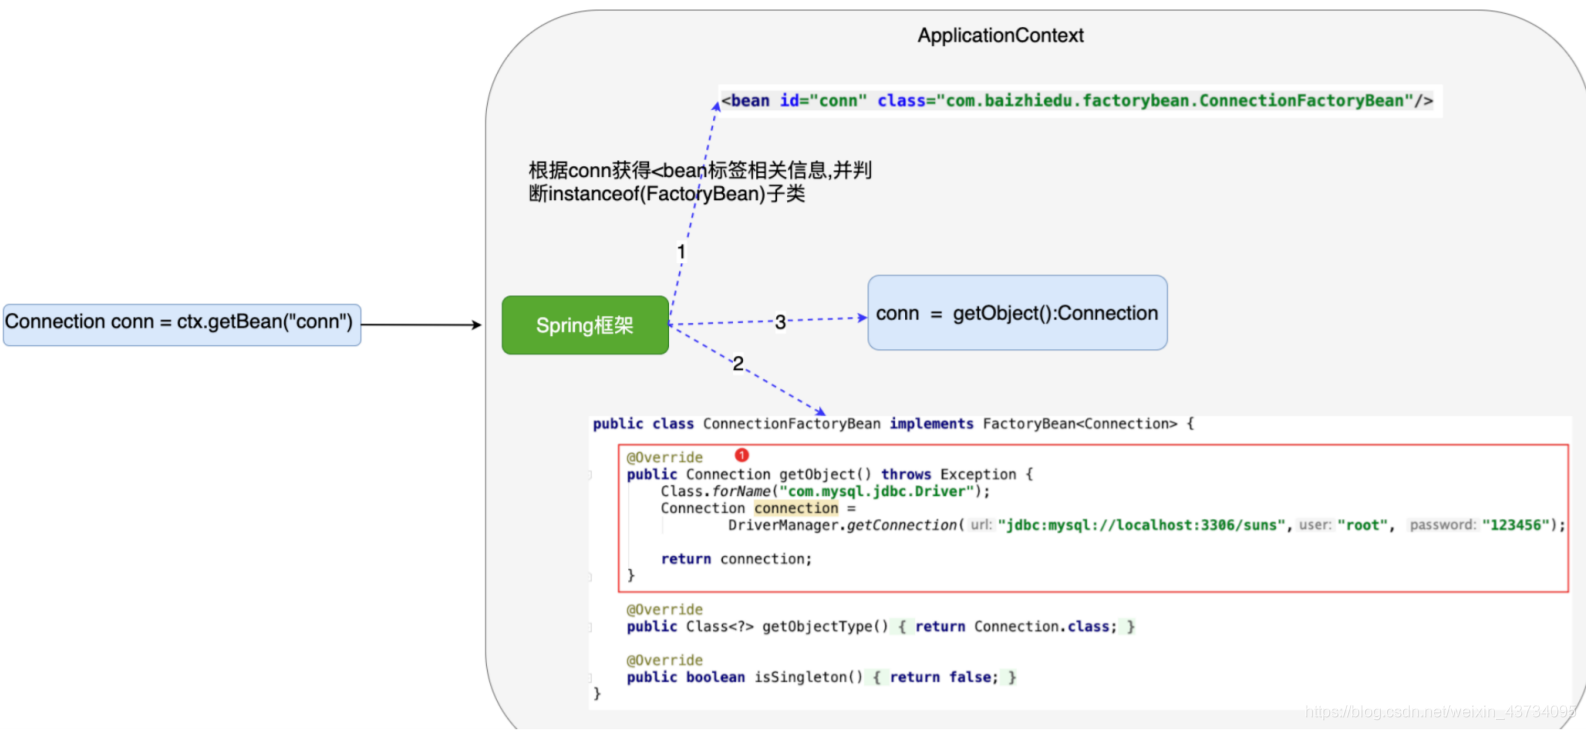 ApplicationContext
<bean id="conn" class="com.baizhiedu.factorybean.ConnectionFactoryBean"/>
根据conn获得<bean标签相关信息,并判
断instanceof(FactoryBean)子类
1
Connection conn = ctx.getBean("conn")
Spring框架
3
conn = getObject():Connection
2
public class ConnectionFactoryBean implements FactoryBean<Connection> {
@Override
1
public Connection getObject() throws Exception {
Class.forName("com.mysql.jdbc.Driver");
Connection connection =
DriverManager.getConnection( url: "jdbc:mysql://localhost:3306/suns", user: "root", password: "123456");
return connection;
}
@Override
public Class<?> getObjectType() { return Connection.class; }
@Override
public boolean isSingleton() { return false; }
}
https://blog.csdn.net/weixin_43734095